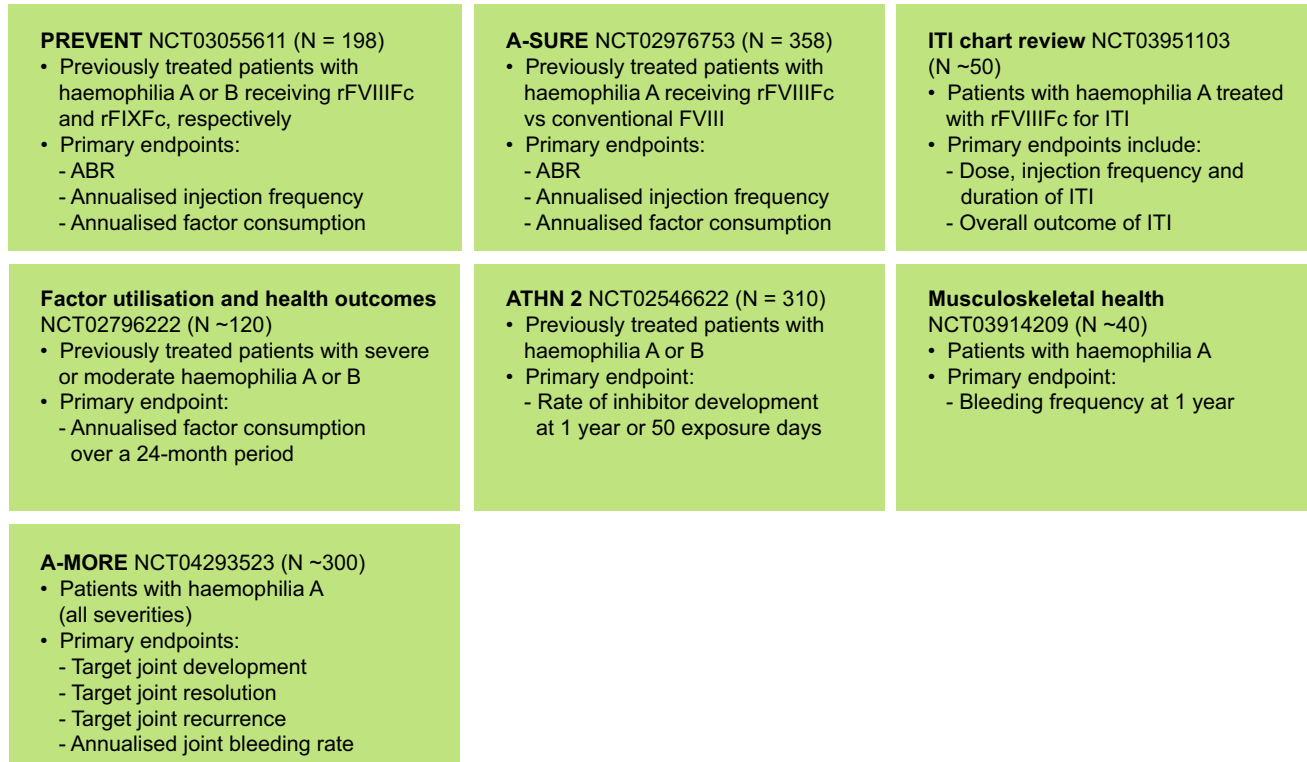 PREVENT NCT03055611 (N = 198)
• Previously treated patients with
haemophilia A or B receiving rFVIIIFc
and rFIXFc, respectively
• Primary endpoints:
- ABR
- Annualised injection frequency
- Annualised factor consumption
A-SURE NCT02976753 (N = 358)
• Previously treated patients with
haemophilia A receiving rFVIIIFc
vs conventional FVIII
• Primary endpoints:
- ABR
- Annualised injection frequency
- Annualised factor consumption
ITI chart review NCT03951103
(N ~50)
• Patients with haemophilia A treated
with rFVIIIFc for ITI
• Primary endpoints include:
- Dose, injection frequency and
duration of ITI
- Overall outcome of ITI
Factor utilisation and health outcomes
NCT02796222 (N ~120)
• Previously treated patients with severe
or moderate haemophilia A or B
• Primary endpoint:
- Annualised factor consumption
over a 24-month period
ATHN 2 NCT02546622 (N = 310)
• Previously treated patients with
haemophilia A or B
• Primary endpoint:
- Rate of inhibitor development
at 1 year or 50 exposure days
Musculoskeletal health
NCT03914209 (N ~40)
• Patients with haemophilia A
• Primary endpoint:
- Bleeding frequency at 1 year
A-MORE NCT04293523 (N ~300)
• Patients with haemophilia A
(all severities)
• Primary endpoints:
- Target joint development
- Target joint resolution
- Target joint recurrence
- Annualised joint bleeding rate